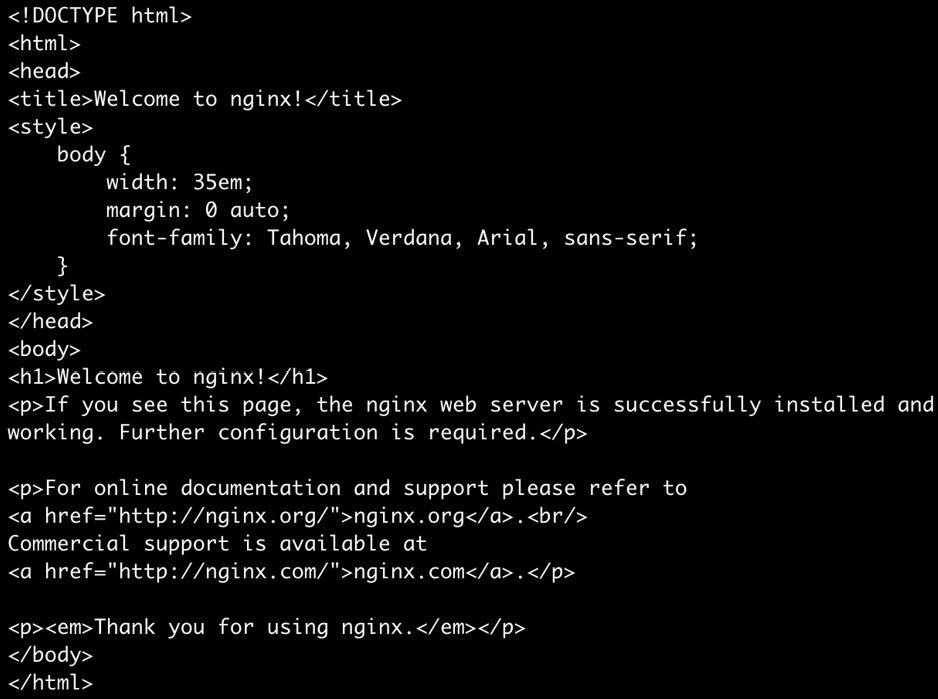 <!DOCTYPE html>
<html>
<head>
<title>Welcome to nginx!</title>
<style>
    body {
        width: 35em;
        margin: 0 auto;
        font-family: Tahoma, Verdana, Arial, sans-serif;
    }
</style>
</head>
<body>
<h1>Welcome to nginx!</h1>
<p>If you see this page, the nginx web server is successfully installed and
working. Further configuration is required.</p>

<p>For online documentation and support please refer to
<a href="http://nginx.org/">nginx.org</a>.<br/>
Commercial support is available at
<a href="http://nginx.com/">nginx.com</a>.</p>

<p><em>Thank you for using nginx.</em></p>
</body>
</html>